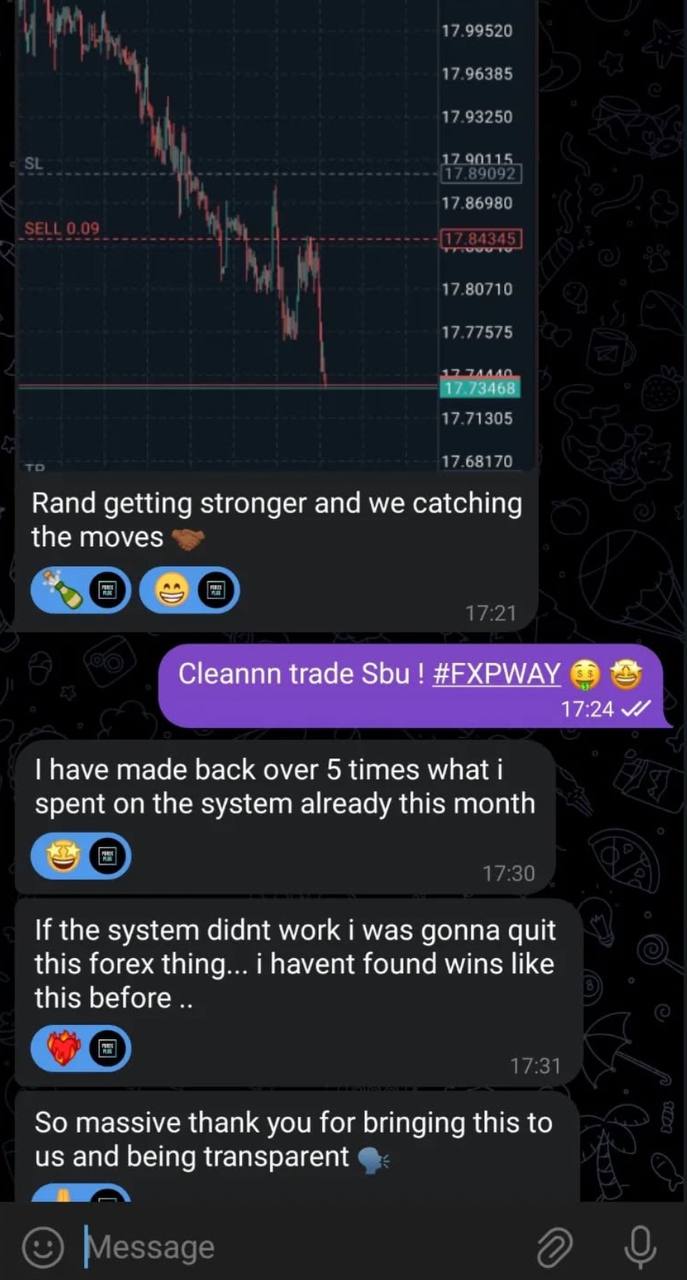 17.99520
17.96385
17.93250
17.90115
SL
17.89092
17.86980
SELL 0.09
17.84345
17.80710
17.77575
17.74440
17.73468
17.71305
17.68170
TP
Rand getting stronger and we catching
the moves 🤝🏾
🍾 FOREX PLUG 😁 FOREX PLUG
17:21
Cleannn trade Sbu ! #FXPWAY 🤑 🤩
17:24
I have made back over 5 times what i
spent on the system already this month
🤩
17:30
If the system didnt work i was gonna quit
this forex thing... i havent found wins like
this before ..
❤️‍🔥
17:31
So massive thank you for bringing this to
us and being transparent 🗣️
Message